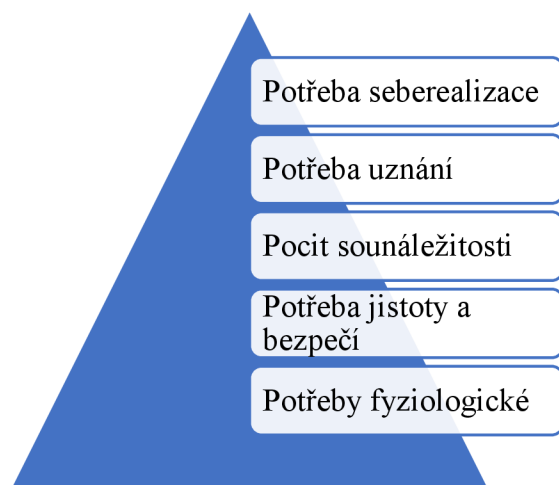 Potřeba seberealizace
Potřeba uznání
Pocit sounáležitosti
Potřeba jistoty a
bezpečí
Potřeby fyziologické